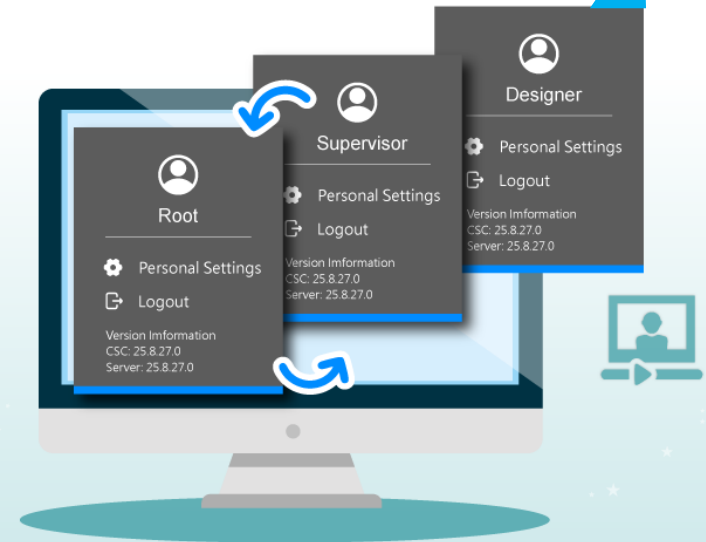 Designer
Personal Settings
Logout
Version Imformation
CSC: 25.8.27.0
Server: 25.8.27.0
Supervisor
Personal Settings
Logout
Version Imformation
CSC: 25.8.27.0
Server: 25.8.27.0
Root
Personal Settings
Logout
Version Imformation
CSC: 25.8.27.0
Server: 25.8.27.0